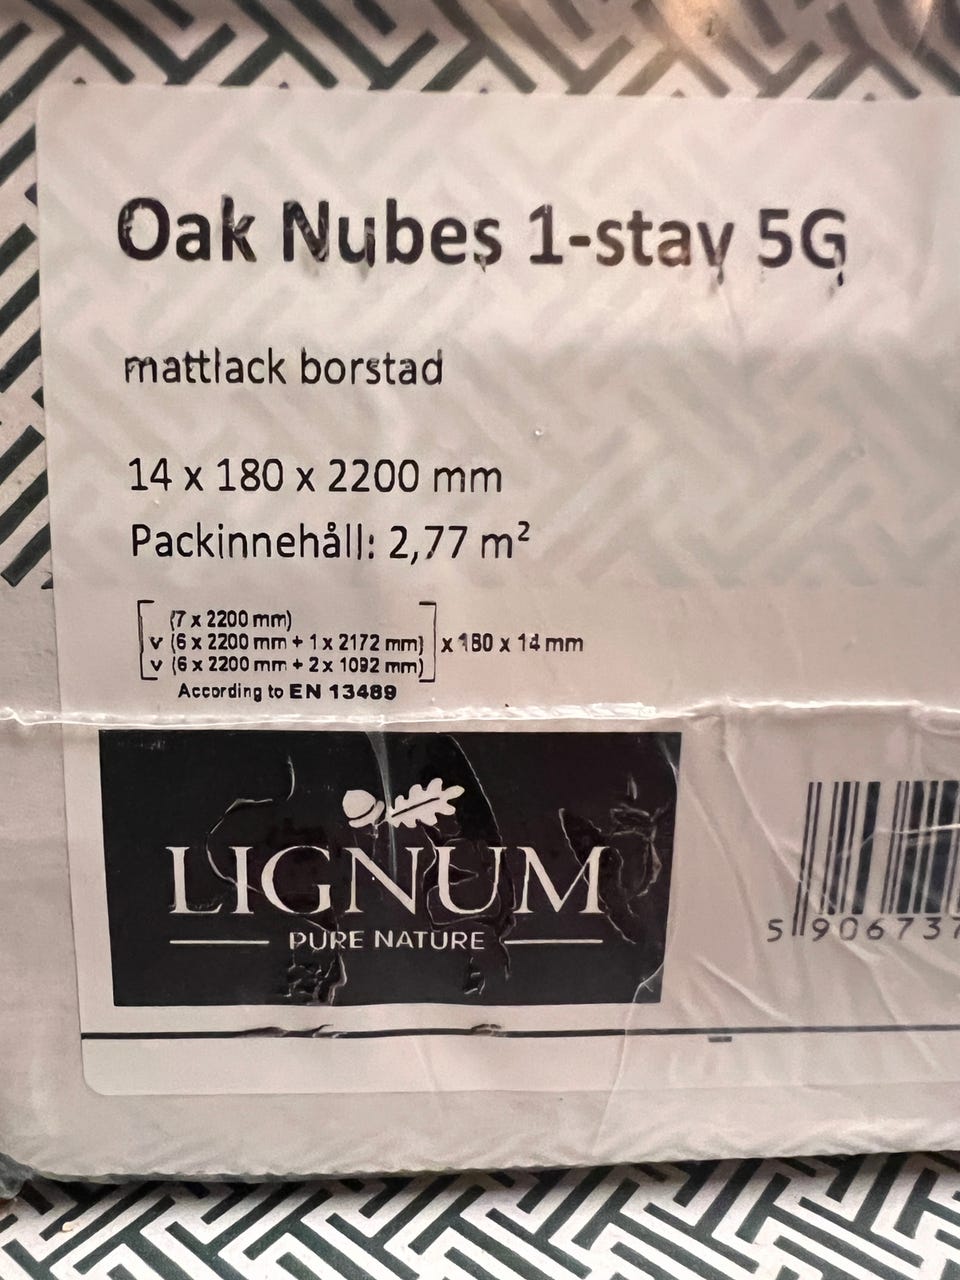 Oak Nubes 1-stav 5G
mattlack borstad
14 x 180 x 2200 mm
Packinnehåll: 2,77 m²
(7 x 2200 mm)
v (6 x 2200 mm + 1 x 2172 mm) x 180 x 14 mm
v (6 x 2200 mm + 2 x 1092 mm)
According to EN 13489
LIGNUM
PURE NATURE
5 906737